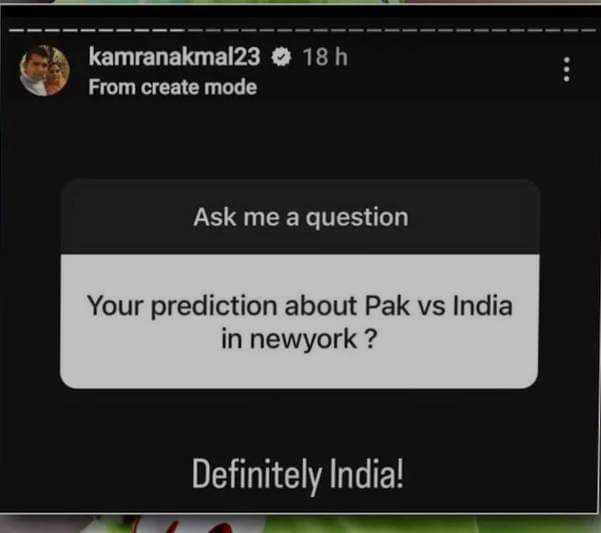 kamranakmal23 18 h
From create mode
Ask me a question
Your prediction about Pak vs India
in newyork ?
Definitely India!